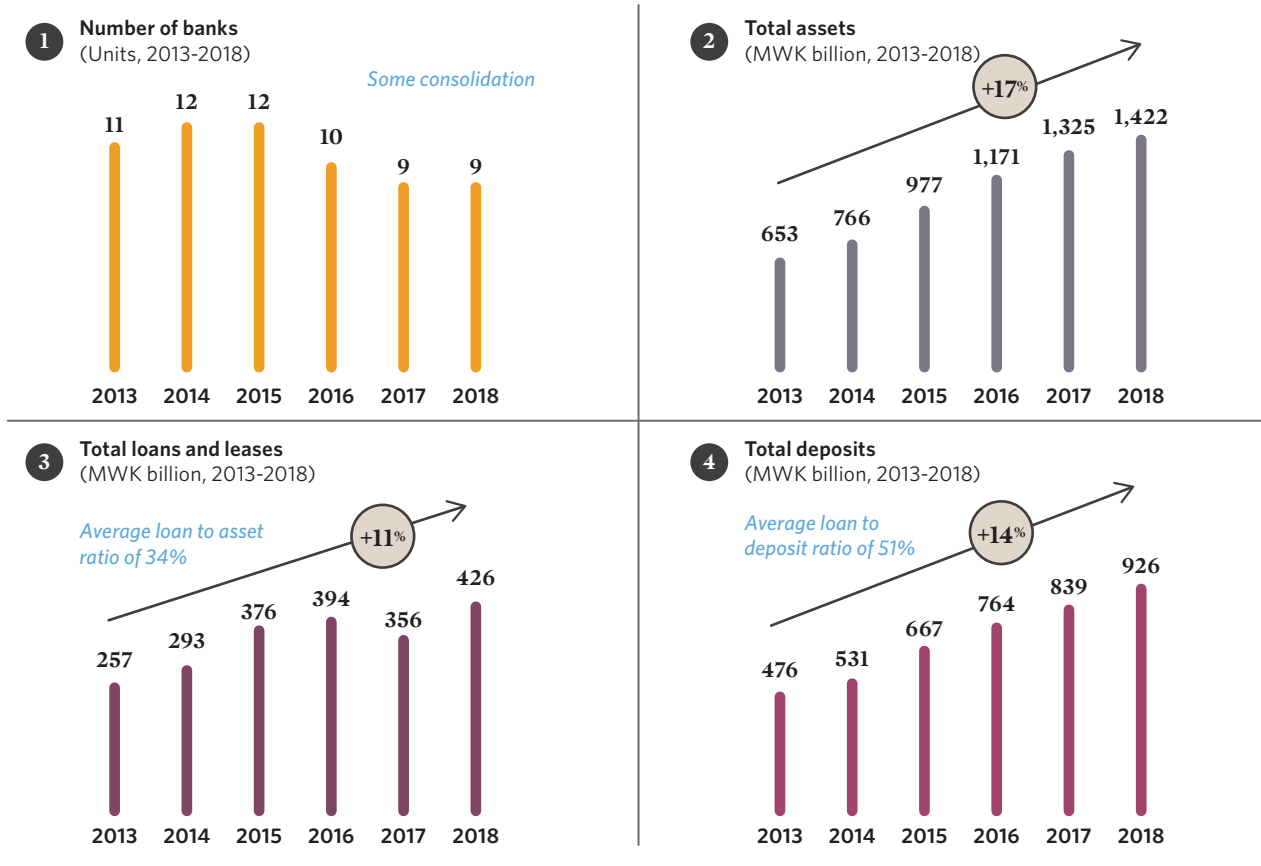 1
Number of banks
(Units, 2013-2018)
Some consolidation
11
12
12
10
9
9
2013 2014 2015 2016 2017 2018
2
Total assets
(MWK billion, 2013-2018)
+17%
653
766
977
1,171
1,325
1,422
2013 2014 2015 2016 2017 2018
3
Total loans and leases
(MWK billion, 2013-2018)
Average loan to asset
ratio of 34%
+11%
257
293
376
394
356
426
2013 2014 2015 2016 2017 2018
4
Total deposits
(MWK billion, 2013-2018)
Average loan to
deposit ratio of 51%
+14%
476
531
667
764
839
926
2013 2014 2015 2016 2017 2018